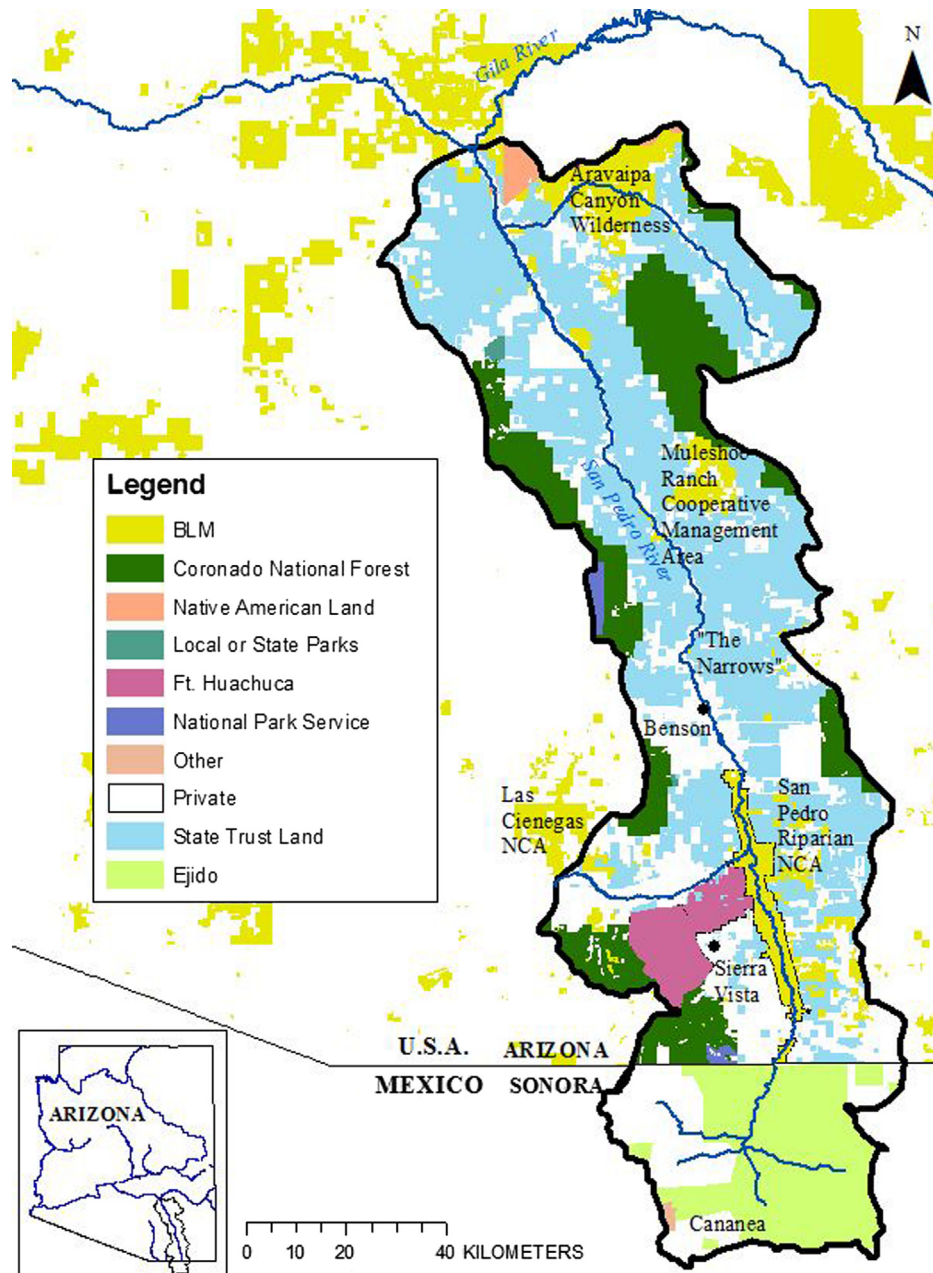 N
Gila River
Aravaipa
Canyon
Wilderness
Muleshoe
Ranch
Cooperative
Management
Area
San Pedro River
"The
Narrows"
Benson
Las
Cienegas
NCA
San
Pedro
Riparian
NCA
Sierra
Vista
Legend
BLM
Coronado National Forest
Native American Land
Local or State Parks
Ft. Huachuca
National Park Service
Other
Private
State Trust Land
Ejido
U.S.A. ARIZONA
MEXICO SONORA
Cananea
ARIZONA
0 10 20 40 KILOMETERS